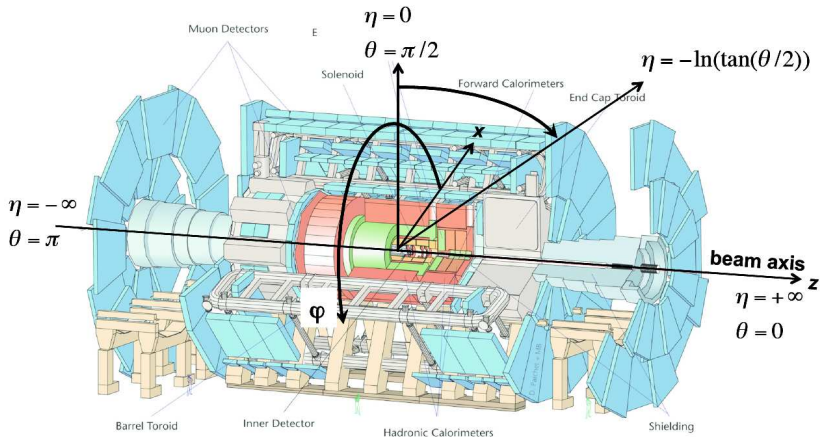 η = 0
Muon Detectors
E
θ = π/2
η = −ln(tan(θ/2))
Solenoid
Forward Calorimeters
End Cap Toroid
x
η = −∞
θ = π
beam axis
z
η = +∞
φ
θ = 0
Barrel Toroid
Inner Detector
Hadronic Calorimeters
Shielding